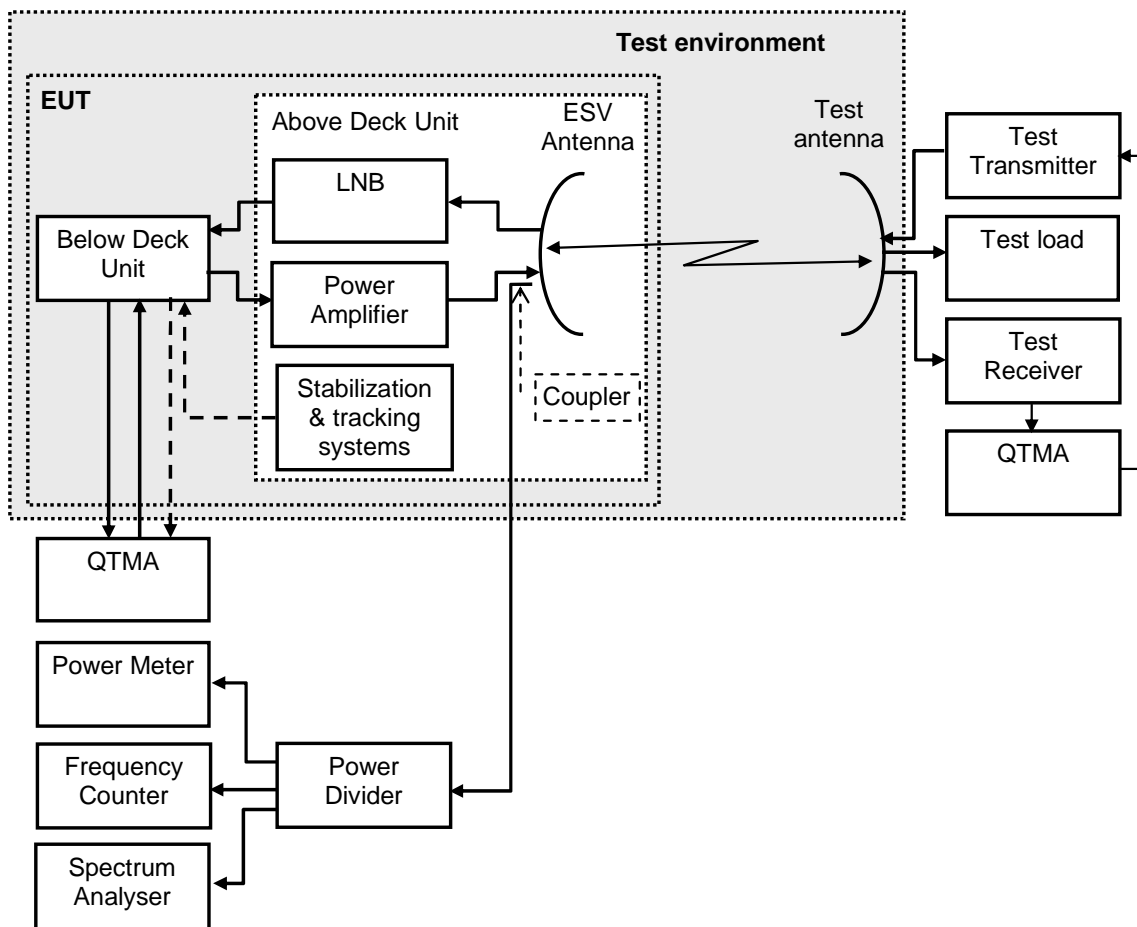 Test environment
EUT
Above Deck Unit
ESV
Antenna
Test
antenna
LNB
Below Deck
Unit
Power
Amplifier
Stabilization
& tracking
systems
Coupler
Test
Transmitter
Test load
Test
Receiver
QTMA
QTMA
Power Meter
Frequency
Counter
Power
Divider
Spectrum
Analyser